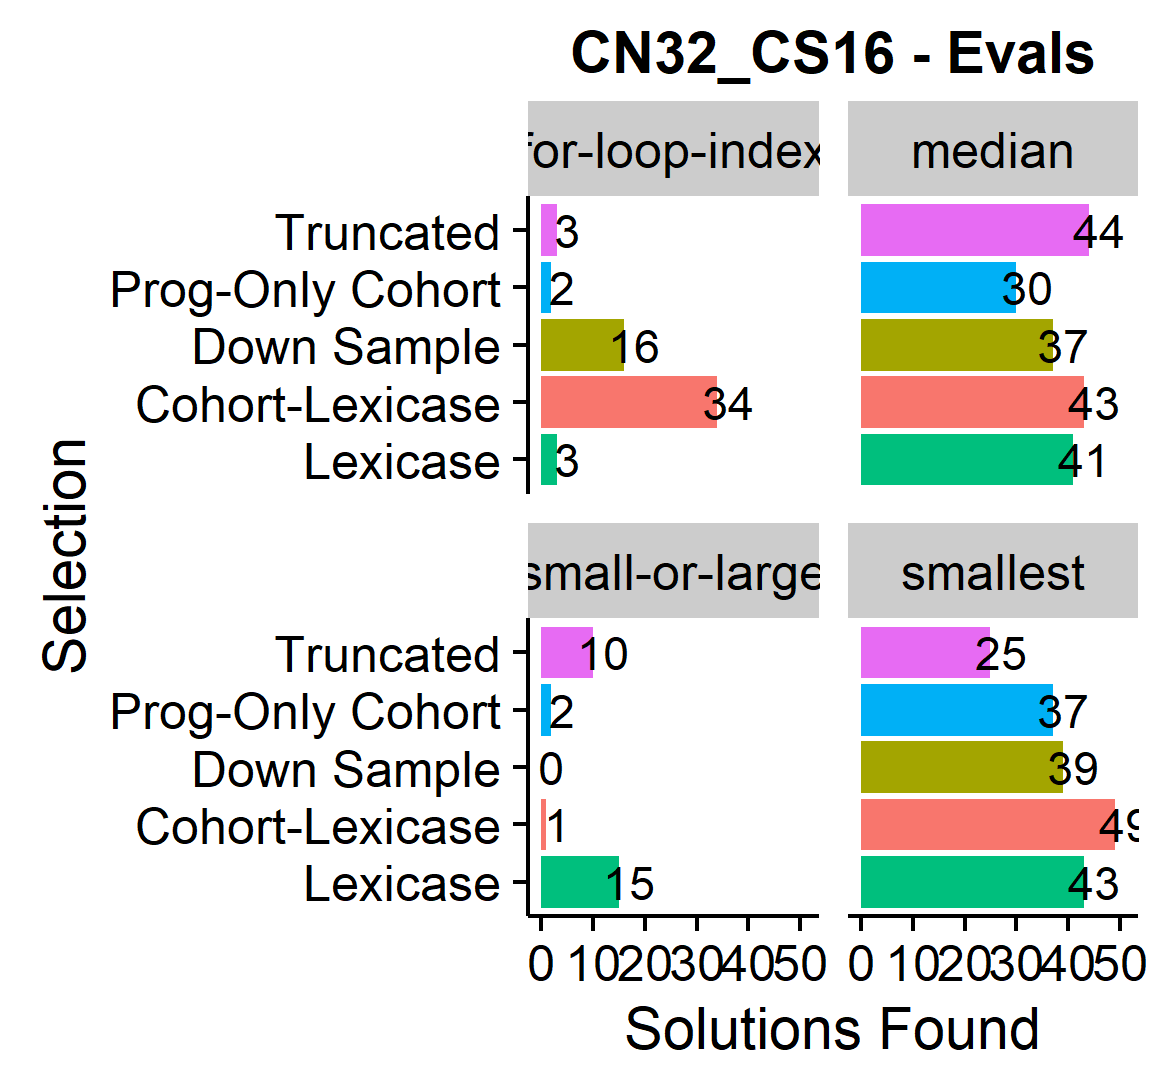 CN32_CS16 - Evals
for-loop-index
median
Truncated
3
44
Prog-Only Cohort
2
30
Down Sample
16
37
Cohort-Lexicase
34
43
Lexicase
3
41
Selection
small-or-large
smallest
Truncated
10
25
Prog-Only Cohort
2
37
Down Sample
0
39
Cohort-Lexicase
1
49
Lexicase
15
43
0 10 20 30 40 50
0 10 20 30 40 50
Solutions Found